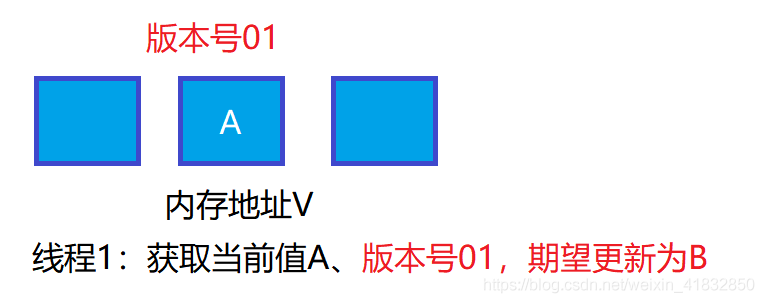 版本号01
A
内存地址V
线程1：获取当前值A、版本号01，期望更新为B
https://blog.csdn.net/weixin_41832850